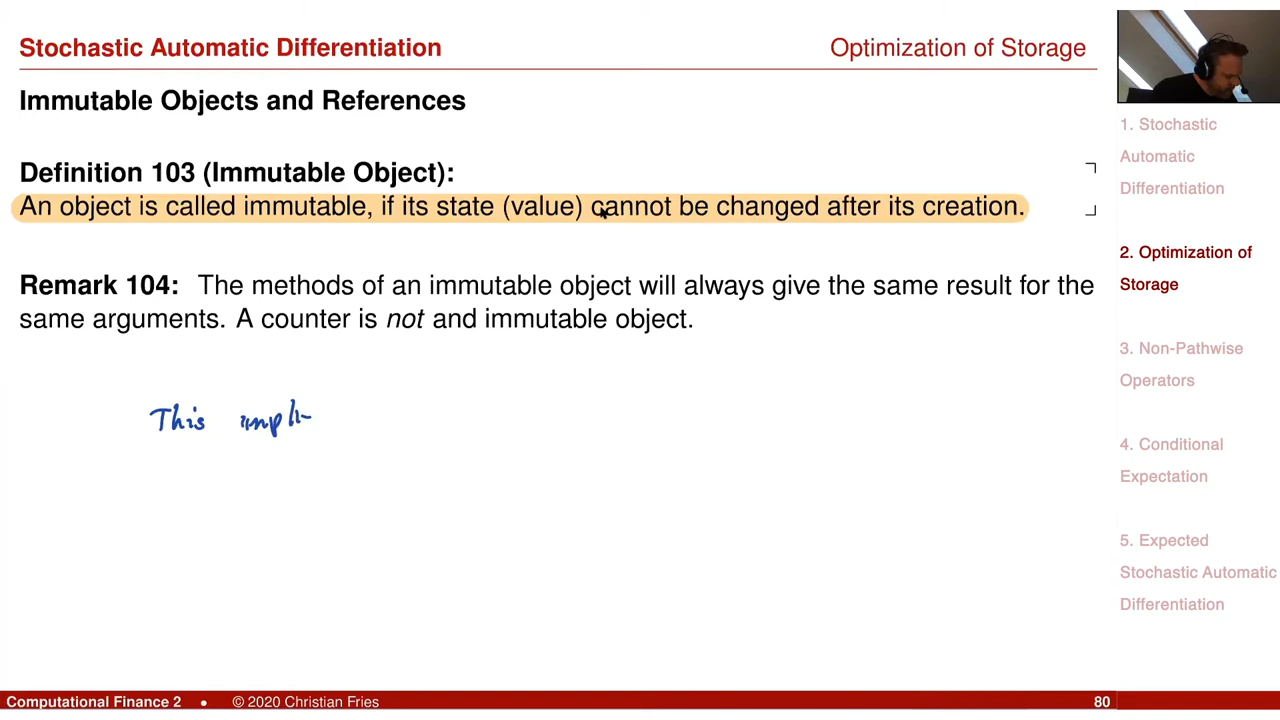 Stochastic Automatic Differentiation
Optimization of Storage
Immutable Objects and References
Definition 103 (Immutable Object):
An object is called immutable, if its state (value) cannot be changed after its creation.
Remark 104: The methods of an immutable object will always give the same result for the
same arguments. A counter is not and immutable object.
This impli
1. Stochastic
Automatic
Differentiation
2. Optimization of
Storage
3. Non-Pathwise
Operators
4. Conditional
Expectation
5. Expected
Stochastic Automatic
Differentiation
Computational Finance 2 • © 2020 Christian Fries
80